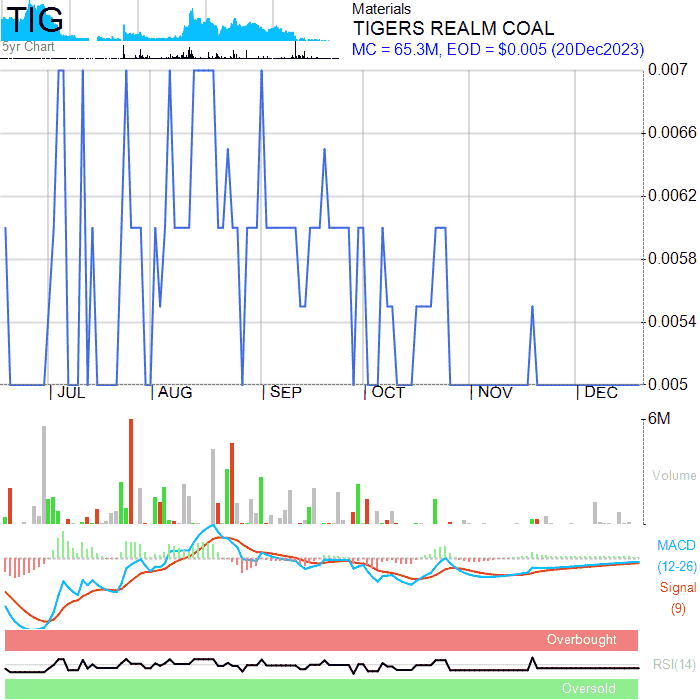 TIG
5yr Chart
Materials
TIGERS REALM COAL
MC = 65.3M, EOD = $0.005 (20Dec2023)
0.007
0.0066
0.0062
0.0058
0.0054
0.005
JUL AUG SEP OCT NOV DEC
6M
Volume
MACD
(12-26)
Signal
(9)
Overbought
RSI(14)
Oversold